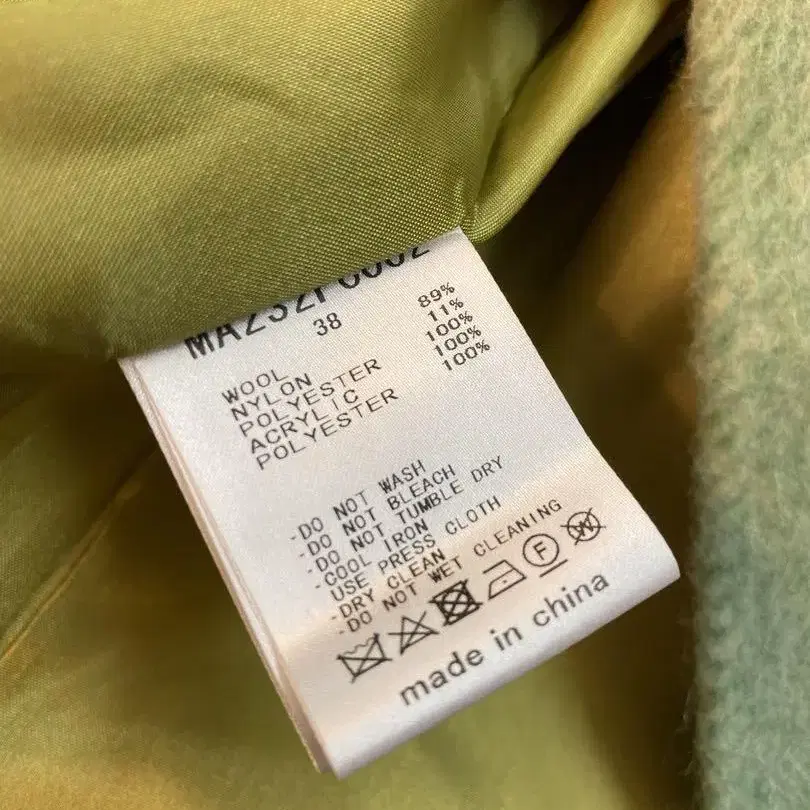 38
WOOL 89%
NYLON 11%
POLYESTER 100%
ACRYLIC 100%
POLYESTER 100%
-DO NOT WASH
-DO NOT BLEACH
-DO NOT TUMBLE DRY
-COOL IRON
USE PRESS CLOTH
-DRY CLEAN
-DO NOT WET CLEANING
F W
made in china